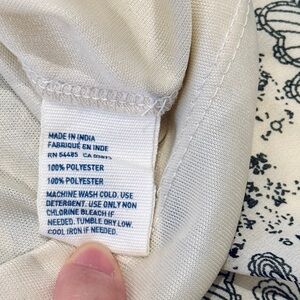 MADE IN INDIA
FABRIQUÉ EN INDE
RN 54485 CA
100% POLYESTER
100% POLYESTER
MACHINE WASH COLD. USE
DETERGENT. USE ONLY NON
CHLORINE BLEACH IF
NEEDED. TUMBLE DRY LOW.
COOL IRON IF NEEDED.